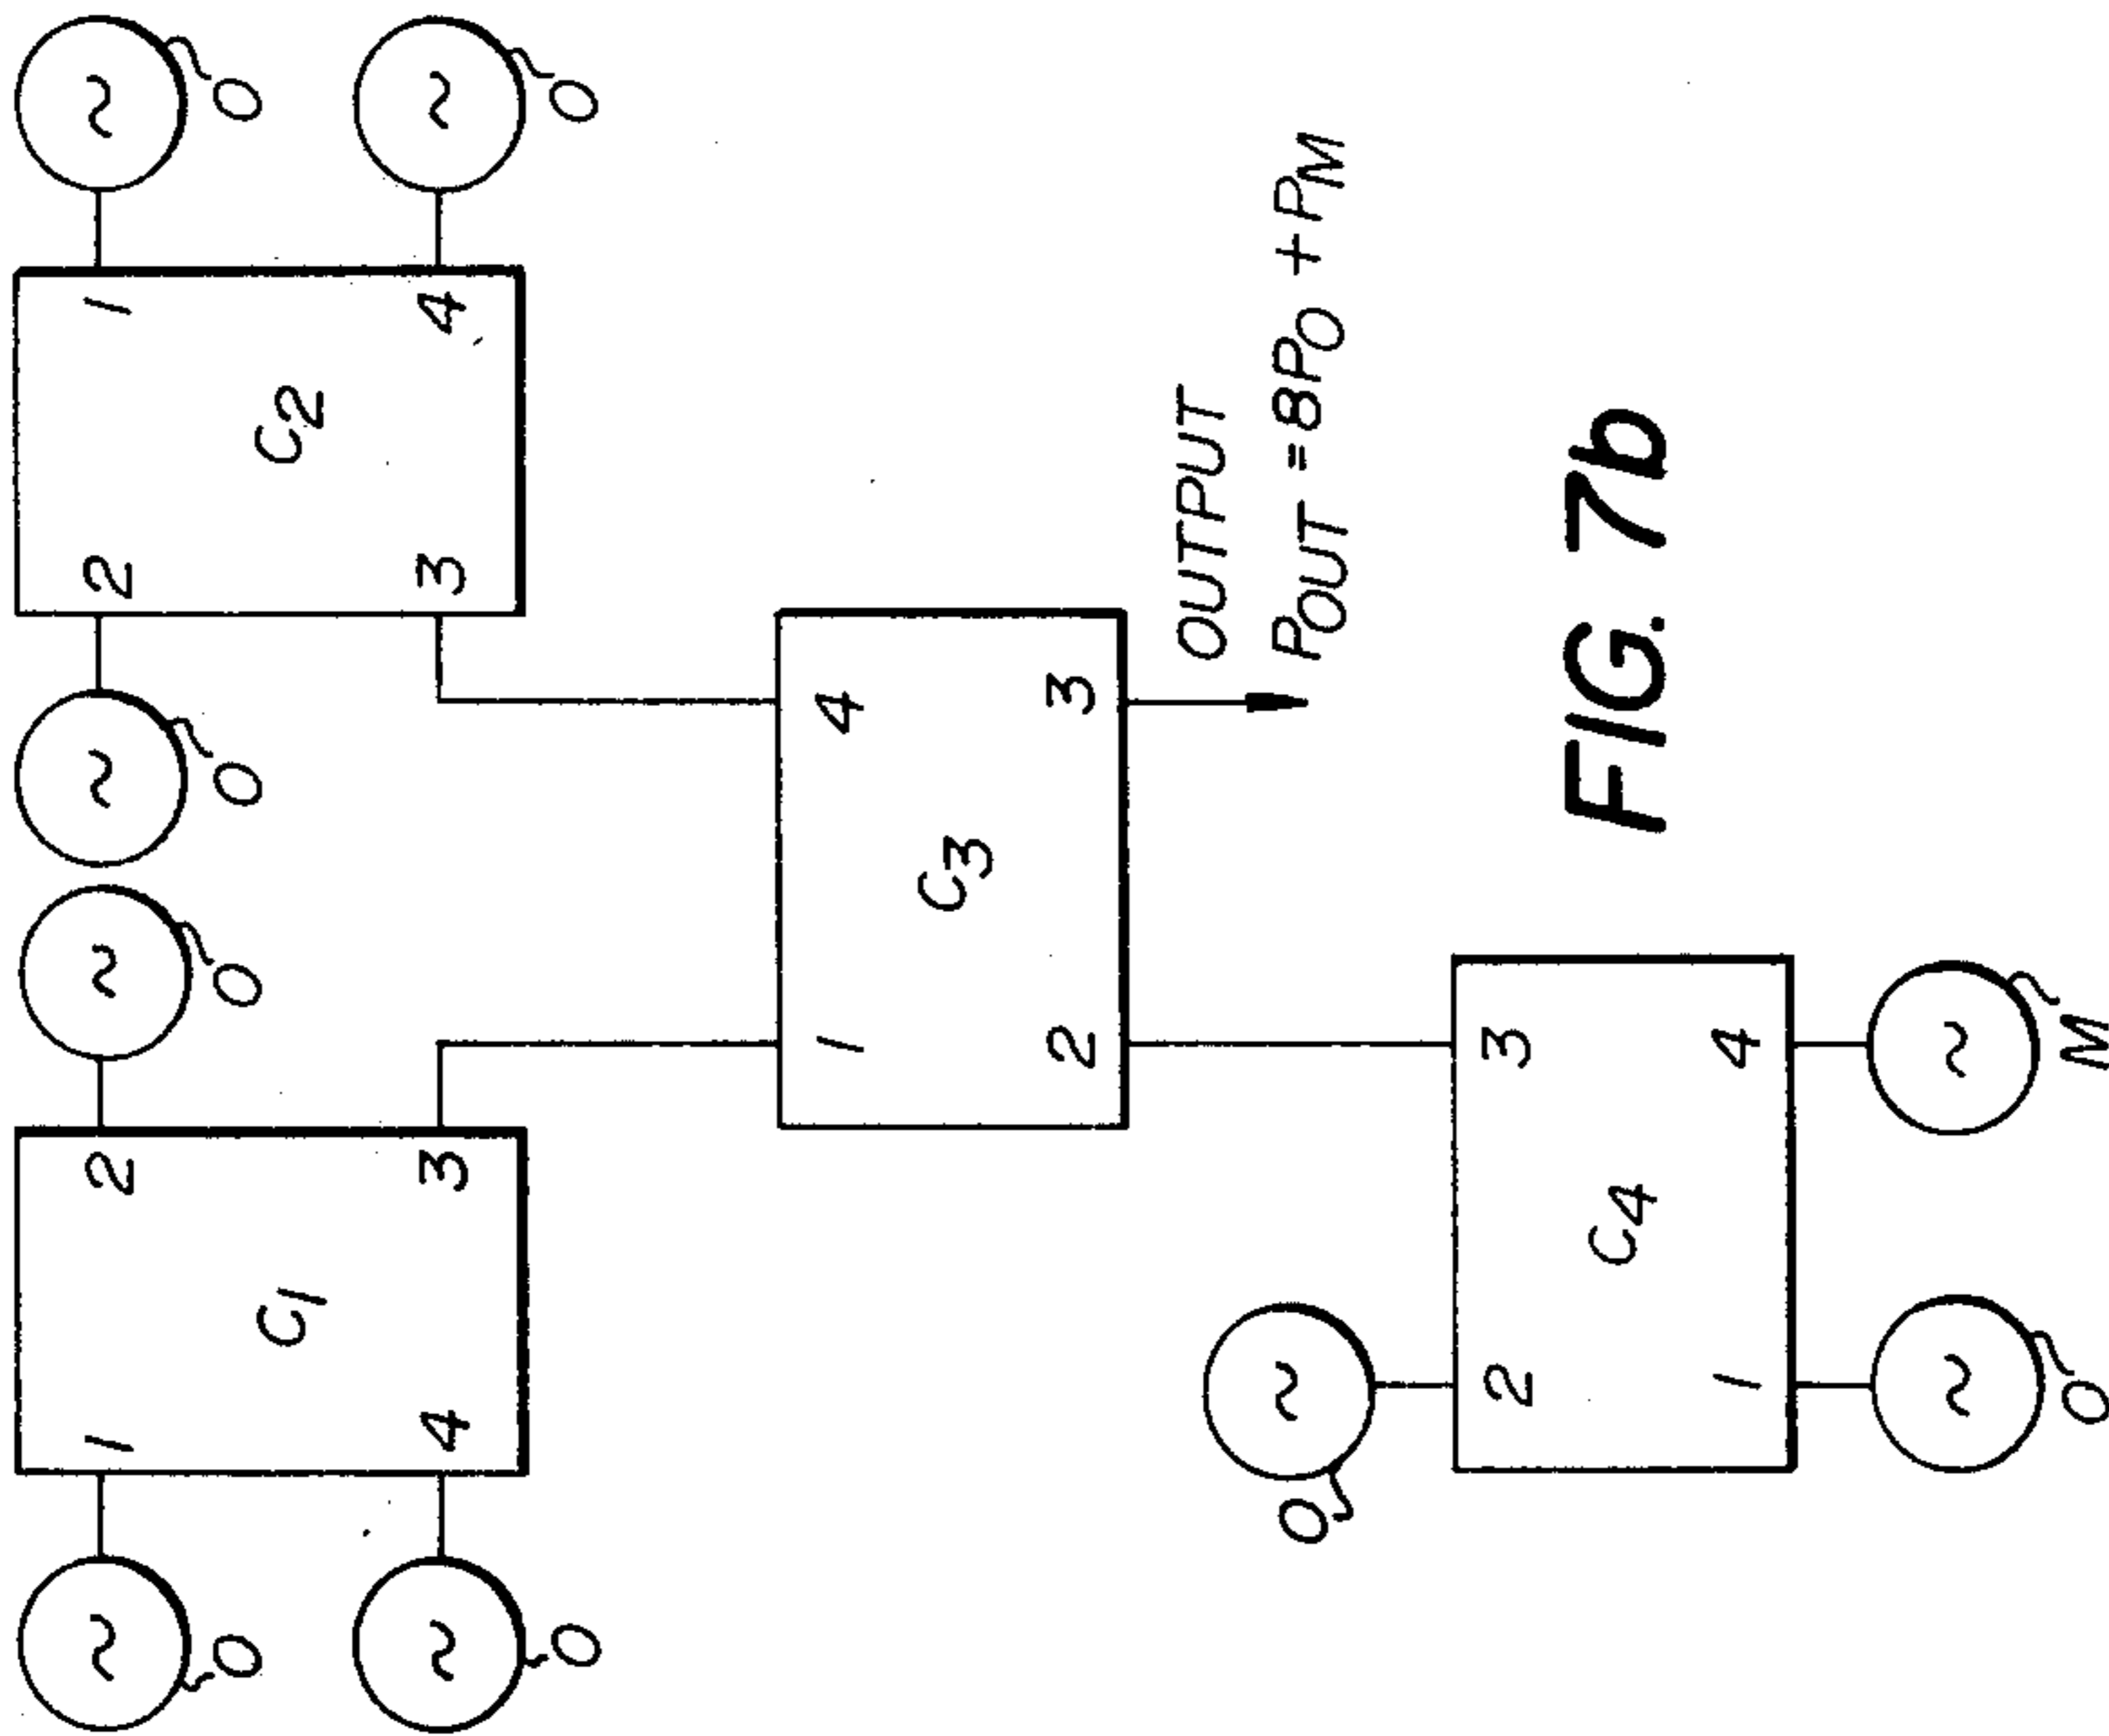 1 2 2 1
O O O O
C1 C2
4 3 3 4
O O
1 4
C3
2 3
OUTPUT
POUT = 8PO + PM
O
2 3
C4
FIG. 7b
1 4
O M